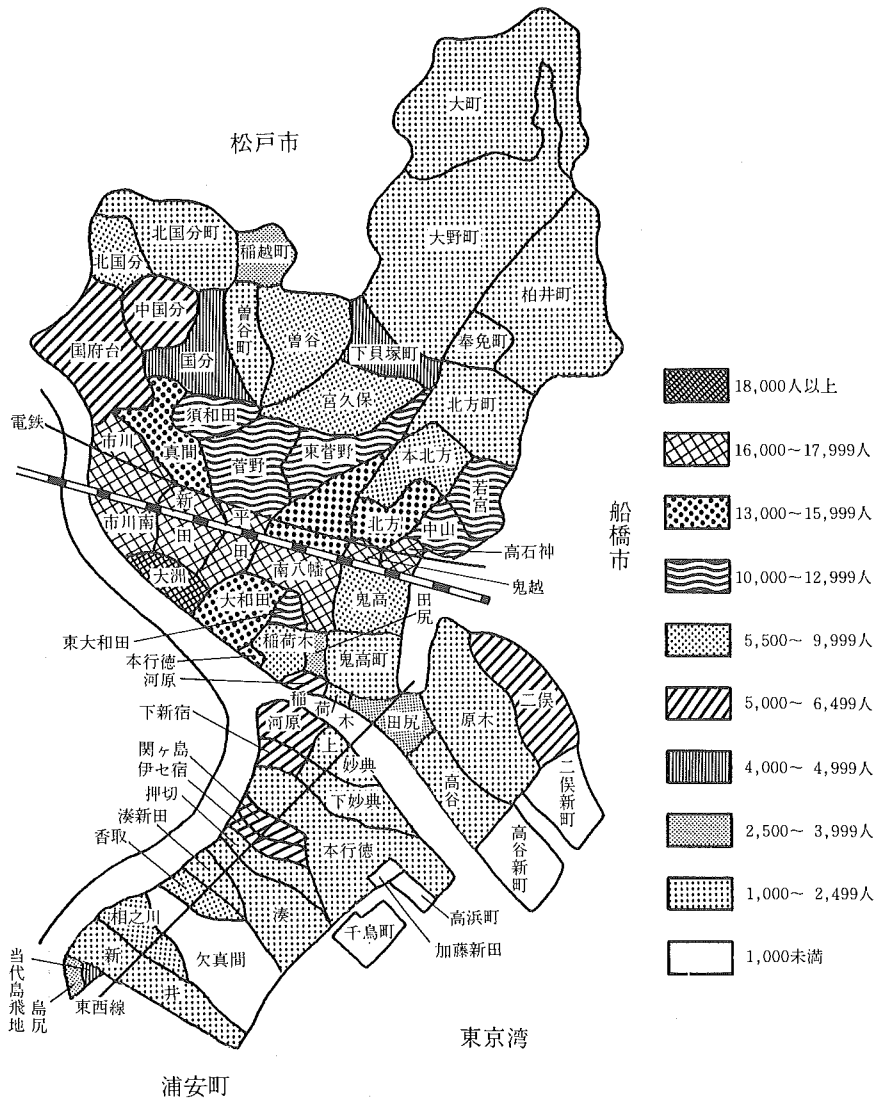 松戸市
大町
大野町
柏井町
北国分町
稲越町
北国分
中国分
曽谷町
曽谷
下貝塚町
奉免町
国府台
国分
宮久保
北方町
電鉄
市川
真間
須和田
菅野
東菅野
本北方
若宮
北方
中山
市川南
新田
平田
南八幡
高石神
鬼越
大洲
大和田
鬼高
田尻
東大和田
稲荷木
鬼高町
本行徳
河原
稲荷木
下新宿
河原
田尻
原木
二俣
関ヶ島
上妙典
伊セ宿
下妙典
高谷
二俣新町
押切
湊新田
本行徳
高谷新町
香取
湊
高浜町
相之川
千鳥町
加藤新田
欠真間
新井
当代島飛地
島尻
東西線
船橋市
東京湾
浦安町
18,000人以上
16,000～17,999人
13,000～15,999人
10,000～12,999人
5,500～ 9,999人
5,000～ 6,499人
4,000～ 4,999人
2,500～ 3,999人
1,000～ 2,499人
1,000未満